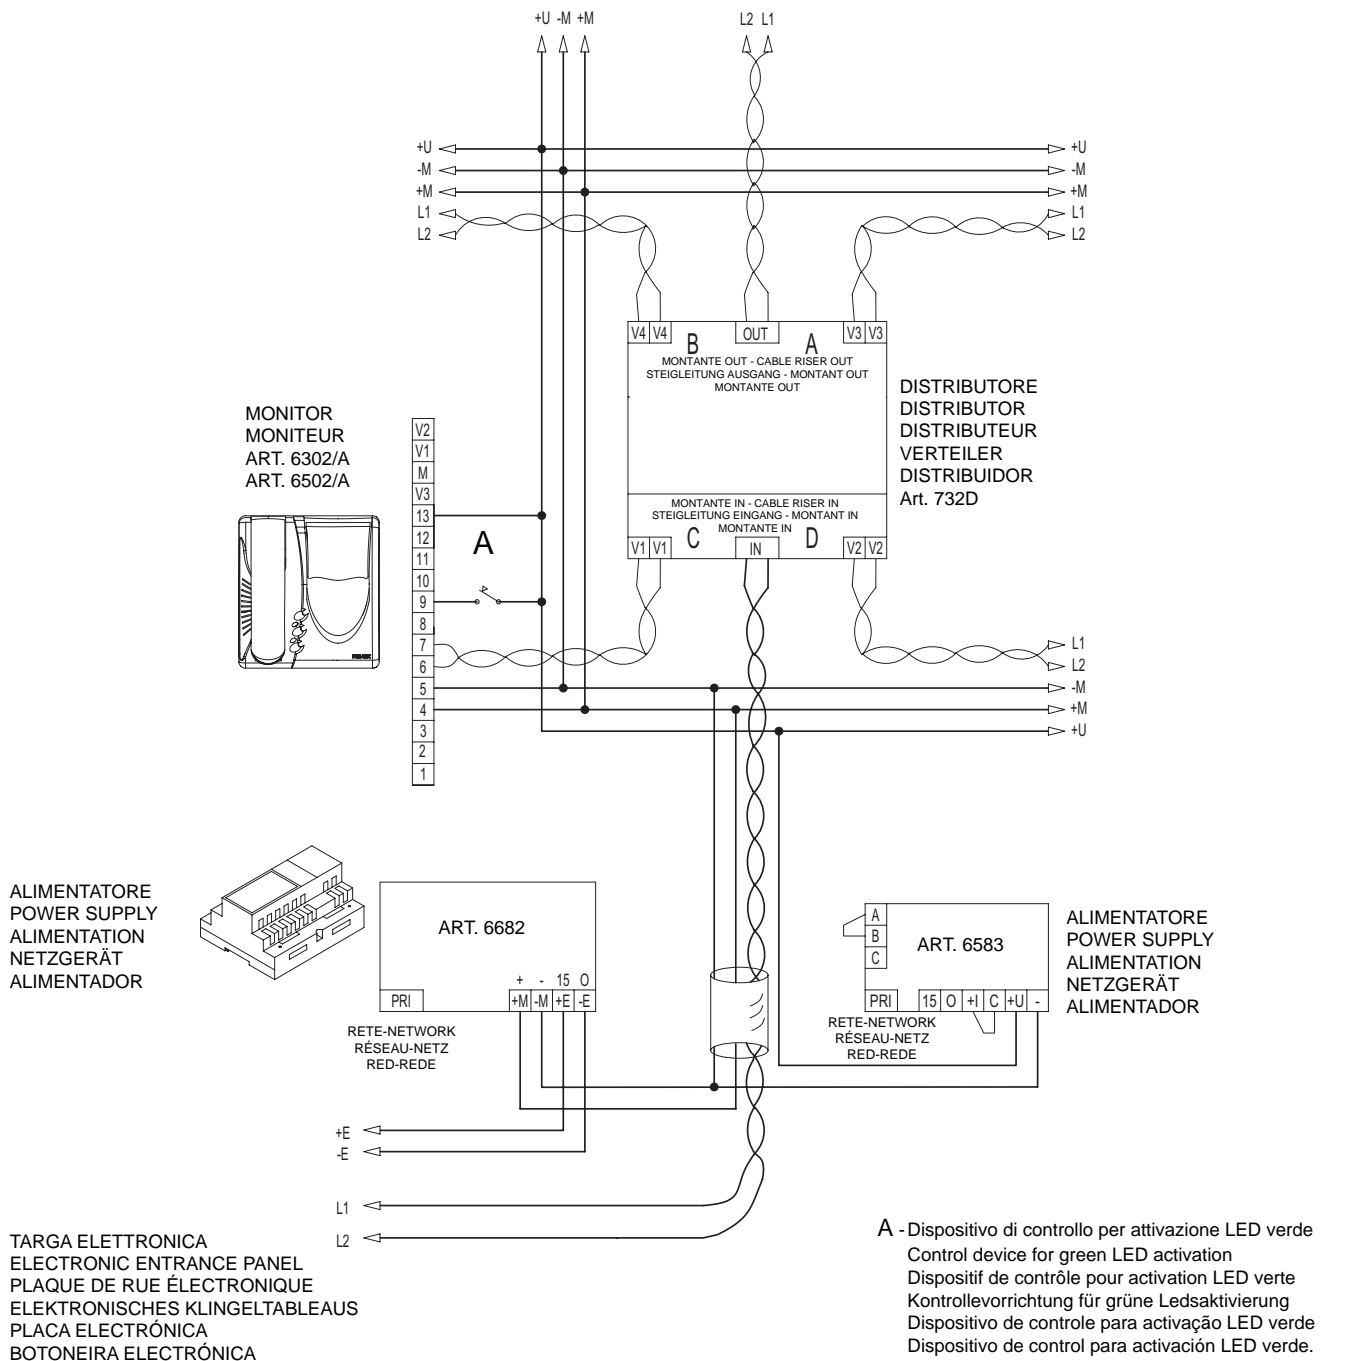 +U -M +M
L2 L1
+U +U
-M -M
+M +M
L1 L1
L2 L2
V4 V4 OUT V3 V3
B A
MONTANTE OUT - CABLE RISER OUT
STEIGLEITUNG AUSGANG - MONTANT OUT
MONTANTE OUT
DISTRIBUTORE
DISTRIBUTOR
DISTRIBUTEUR
VERTEILER
DISTRIBUIDOR
Art. 732D
MONITOR
MONITEUR
ART. 6302/A
ART. 6502/A
V2
V1
M
V3
13
12
11
10
9
8
7
6
5
4
3
2
1
A
MONTANTE IN - CABLE RISER IN
STEIGLEITUNG EINGANG - MONTANT IN
MONTANTE IN
C D
V1 V1 IN V2 V2
L1
L2
-M
+M
+U
ALIMENTATORE
POWER SUPPLY
ALIMENTATION
NETZGERÄT
ALIMENTADOR
ART. 6682
+ - 15 O
PRI +M -M +E -E
RETE-NETWORK
RÉSEAU-NETZ
RED-REDE
A
B
C
ART. 6583
PRI 15 O +I C +U -
RETE-NETWORK
RÉSEAU-NETZ
RED-REDE
ALIMENTATORE
POWER SUPPLY
ALIMENTATION
NETZGERÄT
ALIMENTADOR
+E
-E
L1
L2
TARGA ELETTRONICA
ELECTRONIC ENTRANCE PANEL
PLAQUE DE RUE ÉLECTRONIQUE
ELEKTRONISCHES KLINGELTABLEAUS
PLACA ELECTRÓNICA
BOTONEIRA ELECTRÓNICA
A - Dispositivo di controllo per attivazione LED verde
Control device for green LED activation
Dispositif de contrôle pour activation LED verte
Kontrollevorrichtung für grüne Ledsaktivierung
Dispositivo de controle para activação LED verde
Dispositivo de control para activación LED verde.